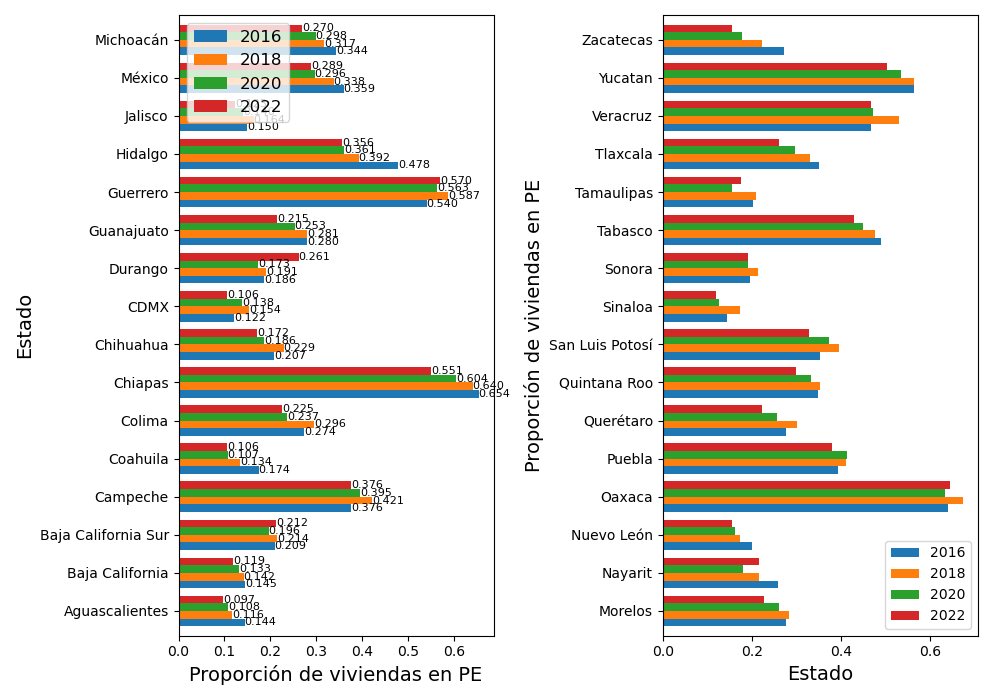 Michoacán
0.270
0.298
0.317
0.344
México
0.289
0.296
0.338
0.359
Jalisco
0.164
0.150
Hidalgo
0.356
0.361
0.392
0.478
Guerrero
0.570
0.563
0.587
0.540
Guanajuato
0.215
0.253
0.281
0.280
Durango
0.261
0.173
0.191
0.186
CDMX
0.106
0.138
0.154
0.122
Chihuahua
0.172
0.186
0.229
0.207
Chiapas
0.551
0.604
0.640
0.654
Colima
0.225
0.237
0.296
0.274
Coahuila
0.106
0.107
0.134
0.174
Campeche
0.376
0.395
0.421
0.376
Baja California Sur
0.212
0.196
0.214
0.209
Baja California
0.119
0.133
0.142
0.145
Aguascalientes
0.097
0.108
0.116
0.144
2016
2018
2020
2022
0.0 0.1 0.2 0.3 0.4 0.5 0.6
Proporción de viviendas en PE
Estado
Zacatecas
Yucatan
Veracruz
Tlaxcala
Tamaulipas
Tabasco
Sonora
Sinaloa
San Luis Potosí
Quintana Roo
Querétaro
Puebla
Oaxaca
Nuevo León
Nayarit
Morelos
2016
2018
2020
2022
0.0 0.2 0.4 0.6
Estado
Proporción de viviendas en PE